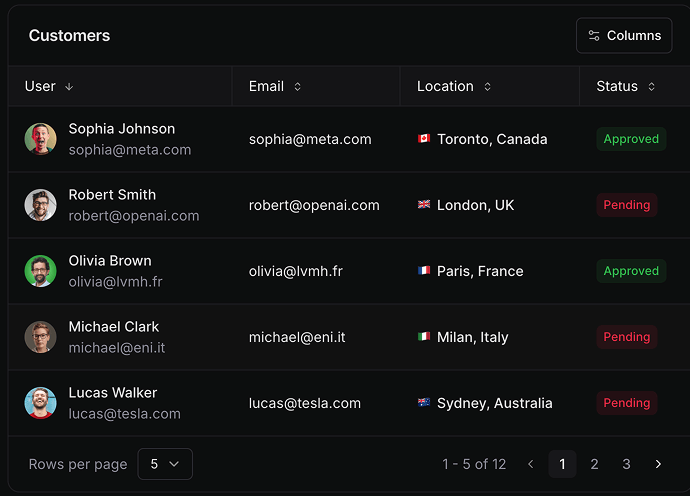 Customers
Columns
User Email Location Status
Sophia Johnson
sophia@meta.com
sophia@meta.com
Toronto, Canada
Approved
Robert Smith
robert@openai.com
robert@openai.com
London, UK
Pending
Olivia Brown
olivia@lvmh.fr
olivia@lvmh.fr
Paris, France
Approved
Michael Clark
michael@eni.it
michael@eni.it
Milan, Italy
Pending
Lucas Walker
lucas@tesla.com
lucas@tesla.com
Sydney, Australia
Pending
Rows per page 5 1 - 5 of 12 1 2 3